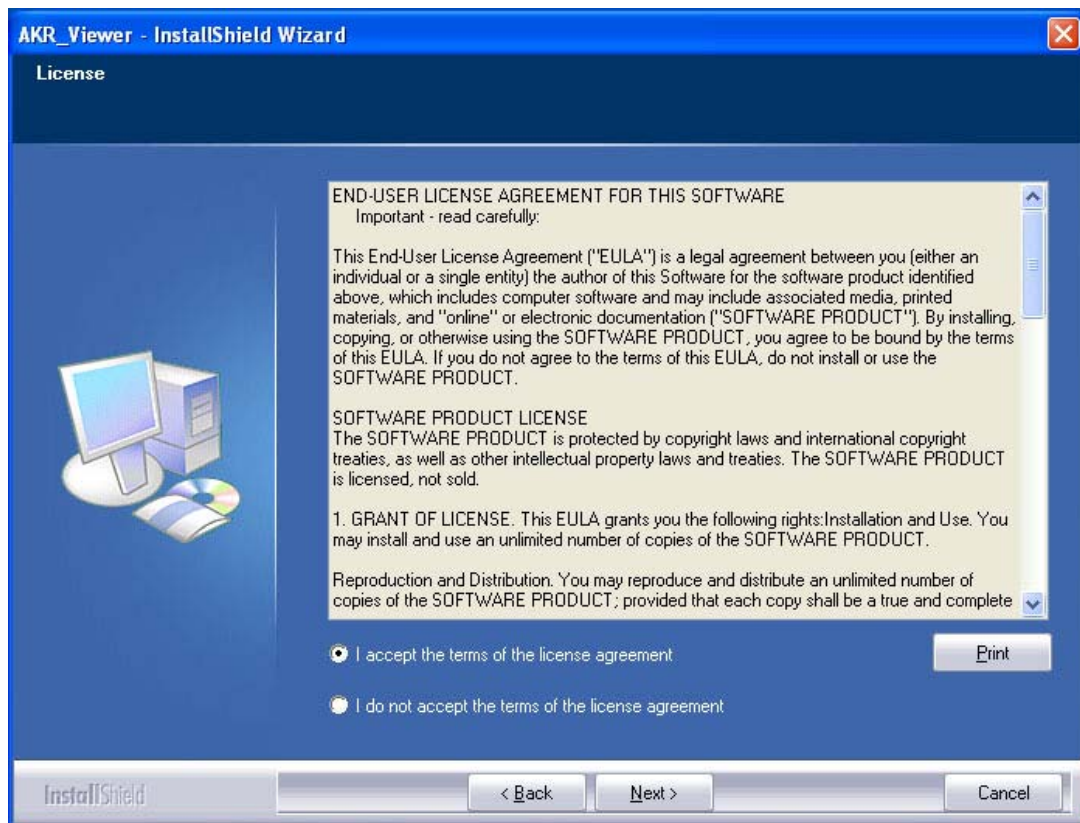 AKR_Viewer - InstallShield Wizard
License
END-USER LICENSE AGREEMENT FOR THIS SOFTWARE
Important - read carefully:
This End-User License Agreement ("EULA") is a legal agreement between you (either an
individual or a single entity) the author of this Software for the software product identified
above, which includes computer software and may include associated media, printed
materials, and "online" or electronic documentation ("SOFTWARE PRODUCT"). By installing,
copying, or otherwise using the SOFTWARE PRODUCT, you agree to be bound by the terms
of this EULA. If you do not agree to the terms of this EULA, do not install or use the
SOFTWARE PRODUCT.
SOFTWARE PRODUCT LICENSE
The SOFTWARE PRODUCT is protected by copyright laws and international copyright
treaties, as well as other intellectual property laws and treaties. The SOFTWARE PRODUCT
is licensed, not sold.
1. GRANT OF LICENSE. This EULA grants you the following rights:Installation and Use. You
may install and use an unlimited number of copies of the SOFTWARE PRODUCT.
Reproduction and Distribution. You may reproduce and distribute an unlimited number of
copies of the SOFTWARE PRODUCT; provided that each copy shall be a true and complete
I accept the terms of the license agreement
Print
I do not accept the terms of the license agreement
InstallShield
< Back
Next >
Cancel